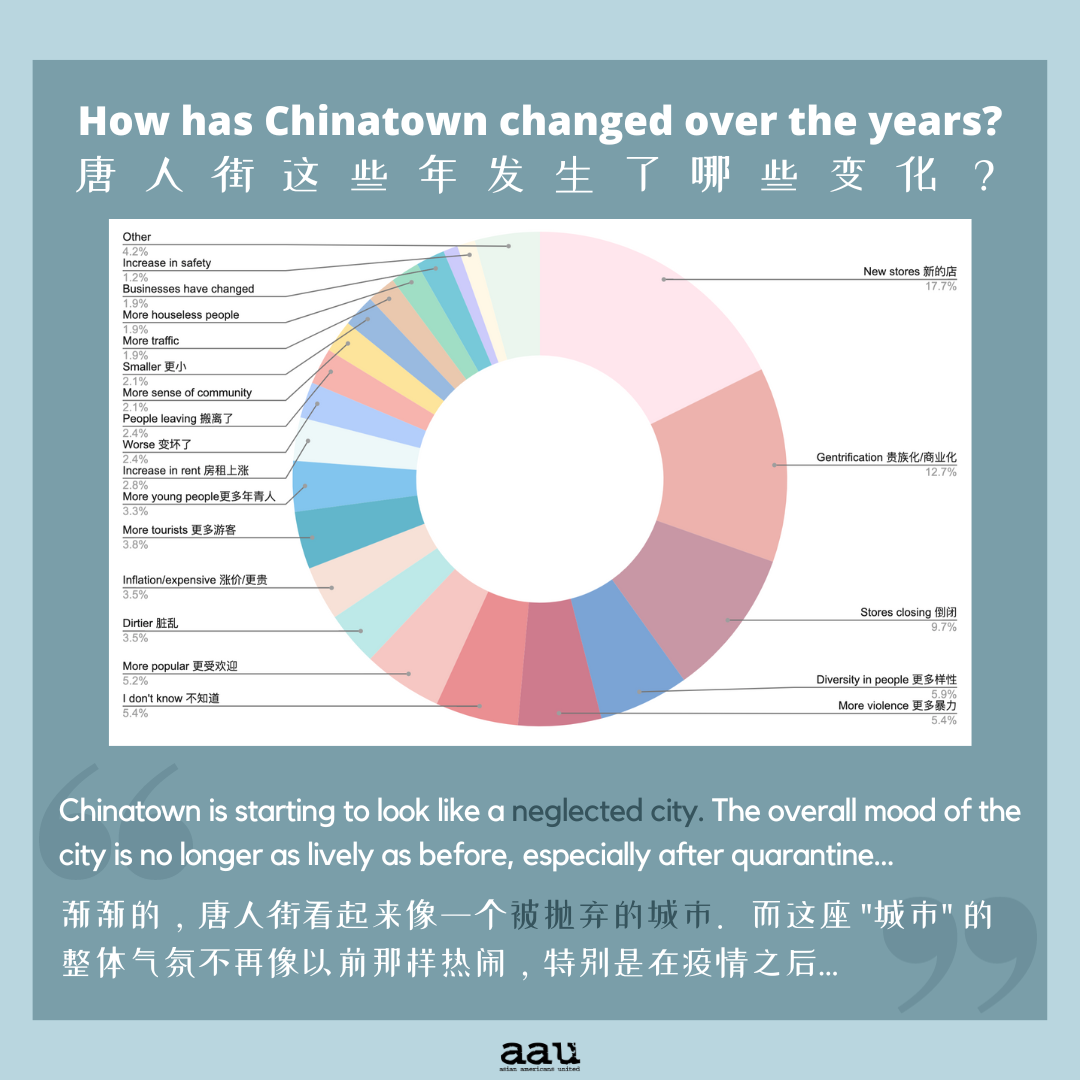 How has Chinatown changed over the years?
唐人街这些年发生了哪些变化？
Other
4.2%
Increase in safety
1.2%
Businesses have changed
1.9%
More houseless people
1.9%
More traffic
1.9%
Smaller 更小
2.1%
More sense of community
2.1%
People leaving 搬离了
2.4%
Worse 变坏了
2.4%
Increase in rent 房租上涨
2.8%
More young people更多年青人
3.3%
More tourists 更多游客
3.8%
Inflation/expensive 涨价/更贵
3.5%
Dirtier 脏乱
3.5%
More popular 更受欢迎
5.2%
I don't know 不知道
5.4%
New stores 新的店
17.7%
Gentrification 贵族化/商业化
12.7%
Stores closing 倒闭
9.7%
Diversity in people 更多样性
5.9%
More violence 更多暴力
5.4%
Chinatown is starting to look like a neglected city. The overall mood of the
city is no longer as lively as before, especially after quarantine...
渐渐的，唐人街看起来像一个被抛弃的城市. 而这座 "城市" 的
整体气氛不再像以前那样热闹，特别是在疫情之后...
aau
asian americans united